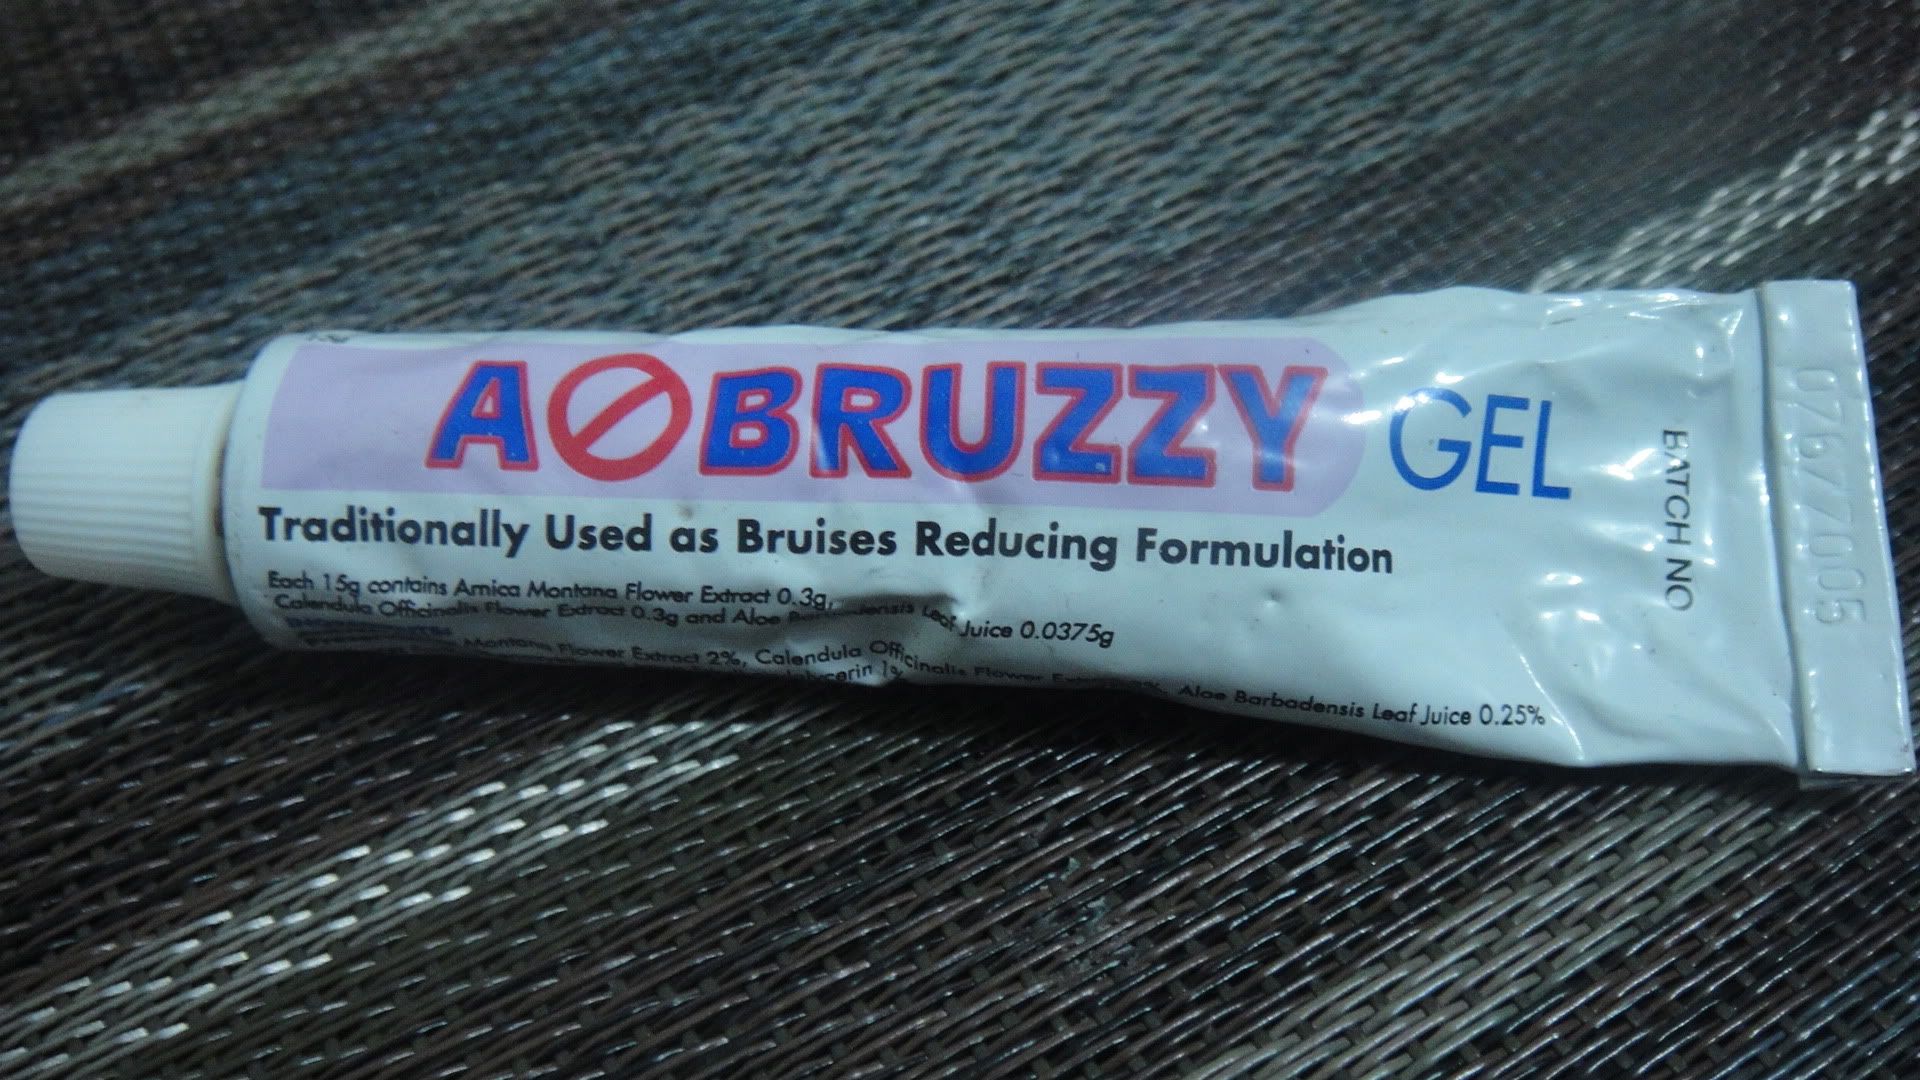 A BRUZZY GEL
Traditionally Used as Bruises Reducing Formulation
Each 15g contains Arnica Montana Flower Extract 0.3g,
Calendula Officinalis Flower Extract 0.3g and Aloe Leaf Juice 0.0375g
Montana Flower Extract 2%, Calendula Officinalis Flower Aloe Barbadensis Leaf Juice 0.25%
1%
BATCH NO
07677005